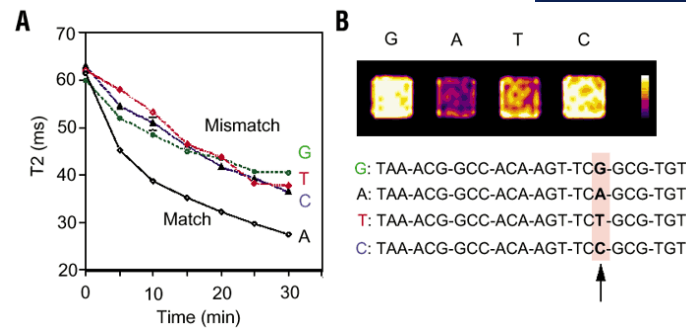 A
70
60
50
40
30
20
T2 (ms)
Mismatch
Match
G
T
C
A
0
10
20
30
Time (min)
B
G A T C
G: TAA-ACG-GCC-ACA-AGT-TCG-GCG-TGT
A: TAA-ACG-GCC-ACA-AGT-TCA-GCG-TGT
T: TAA-ACG-GCC-ACA-AGT-TCT-GCG-TGT
C: TAA-ACG-GCC-ACA-AGT-TCC-GCG-TGT